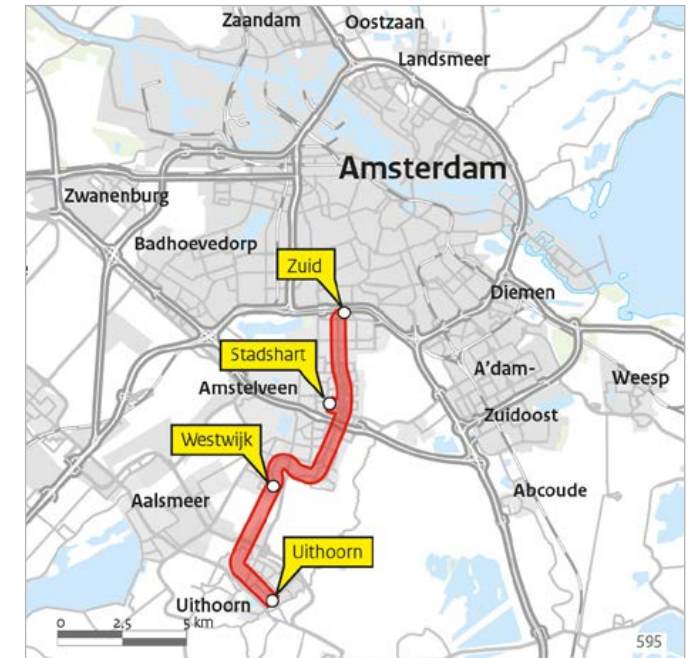 Zaandam
Oostzaan
Landsmeer
Amsterdam
Zwanenburg
Badhoevedorp
Zuid
Diemen
Stadshart
A'dam-
Zuidoost
Weesp
Amstelveen
Westwijk
Aalsmeer
Abcoude
Uithoorn
Uithoorn
0 2,5 5 km
595